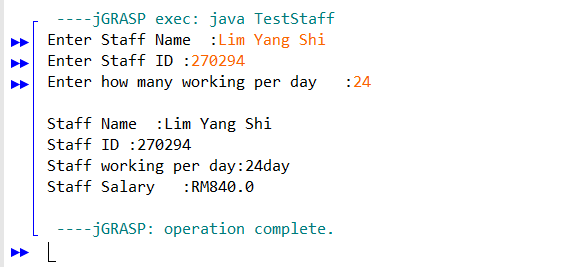 ----jGRASP exec: java TestStaff
Enter Staff Name  :Lim Yang Shi
Enter Staff ID :270294
Enter how many working per day   :24
Staff Name  :Lim Yang Shi
Staff ID :270294
Staff working per day:24day
Staff Salary   :RM840.0
----jGRASP: operation complete.